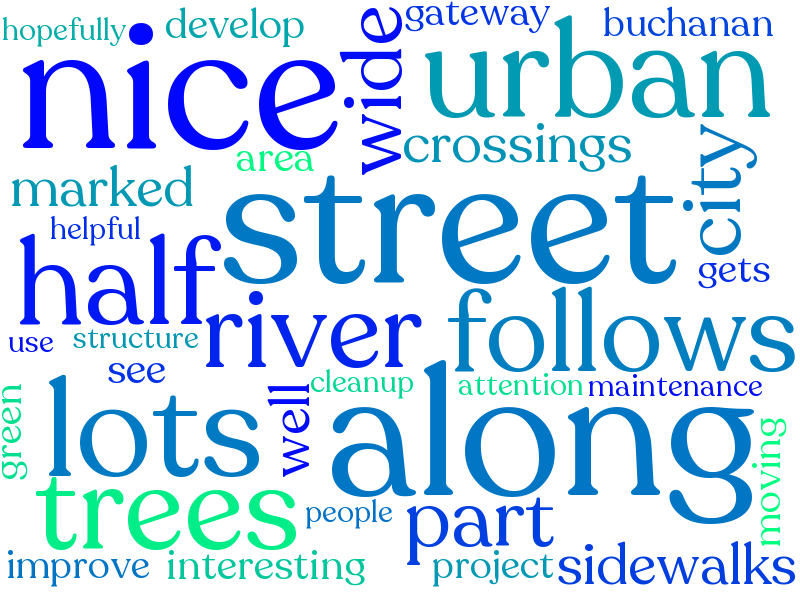 hopefully
develop
gateway
buchanan
nice
wide
urban
crossings
area
marked
city
street
helpful
half
gets
river
follows
use
structure
see
cleanup
attention
maintenance
green
lots
well
along
moving
trees
people
part
improve
interesting
project
sidewalks